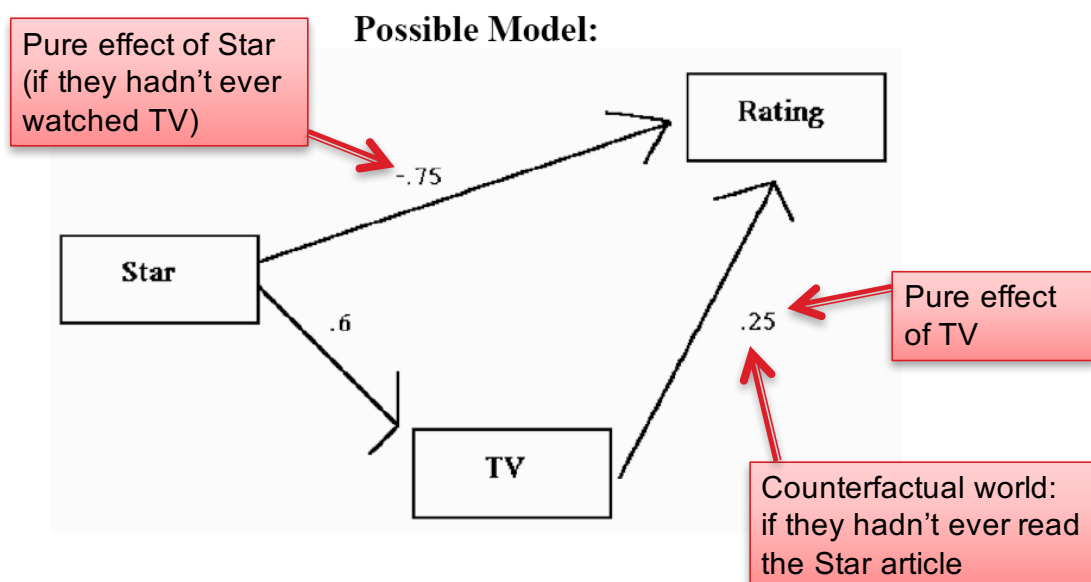 Possible Model:
Pure effect of Star
(if they hadn’t ever
watched TV)
Rating
-.75
Star
.6
.25
Pure effect
of TV
TV
Counterfactual world:
if they hadn’t ever read
the Star article